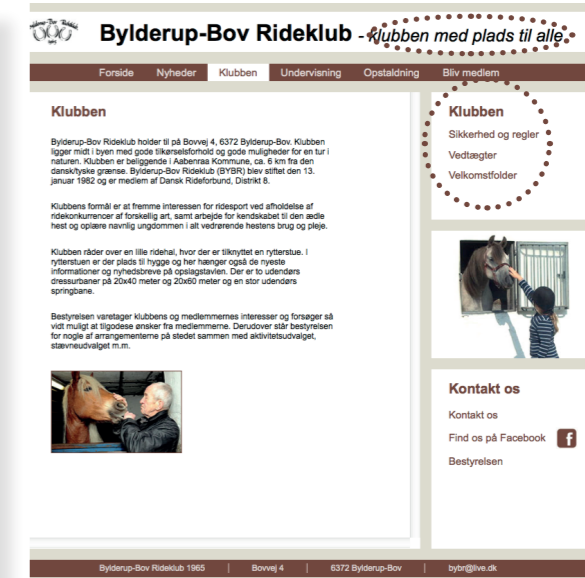 Bylderup-Bov Rideklub - klubben med plads til alle
Forside Nyheder Klubben Undervisning Opstaldning Bliv medlem
Klubben
Bylderup-Bov Rideklub holder til på Bovvej 4, 6372 Bylderup-Bov. Klubben
ligger midt i byen med gode tilkørselsforhold og gode muligheder for en tur i
naturen. Klubben er beliggende i Aabenraa Kommune, ca. 6 km fra den
dansk/tyske grænse. Bylderup-Bov Rideklub (BYBR) blev stiftet den 13.
januar 1982 og er medlem af Dansk Rideforbund, Distrikt 8.
Klubbens formål er at fremme interessen for ridesport ved afholdelse af
ridekonkurrencer af forskellig art, samt arbejde for kendskabet til den ædle
hest og oplære navnlig ungdommen i alt vedrørende hestens brug og pleje.
Klubben råder over en lille ridehal, hvor der er tilknyttet en rytterstue. I
rytterstuen er der plads til hygge og her hænger også de nyeste
informationer og nyhedsbreve på opslagstavlen. Der er to udendørs
dressurbaner på 20x40 meter og 20x60 meter og en stor udendørs
springbane.
Bestyrelsen varetager klubbens og medlemmernes interesser og forsøger så
vidt muligt at tilgodese ønsker fra medlemmerne. Derudover står bestyrelsen
for nogle af arrangementerne på stedet sammen med aktivitetsudvalget,
stævneudvalget m.m.
Klubben
Sikkerhed og regler
Vedtægter
Velkomstfolder
Kontakt os
Kontakt os
Find os på Facebook f
Bestyrelsen
Bylderup-Bov Rideklub 1965 | Bovvej 4 | 6372 Bylderup-Bov | bybr@live.dk